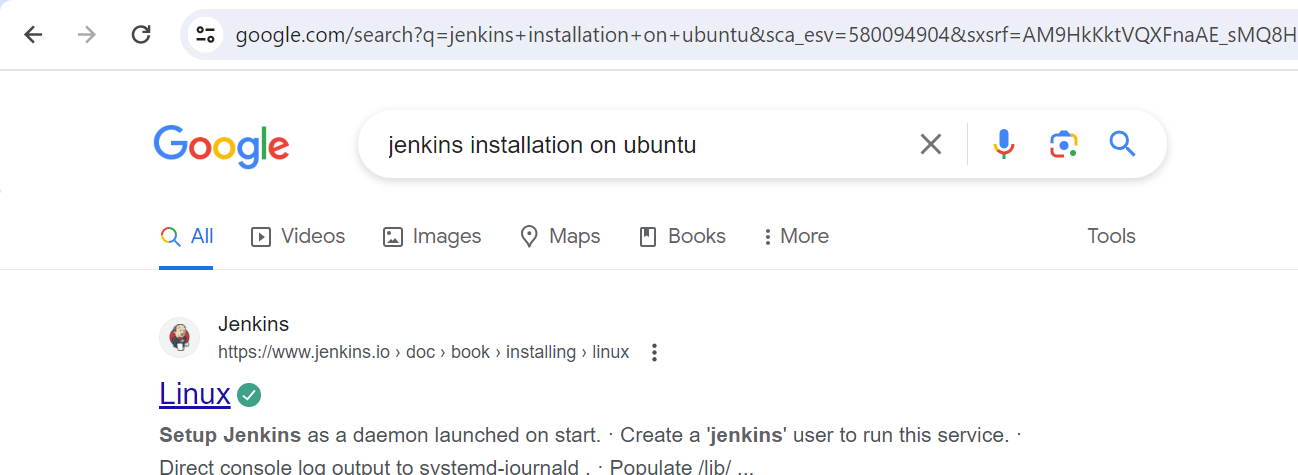 google.com/search?q=jenkins+installation+on+ubuntu&sca_esv=580094904&sxsrf=AM9HkKktVQXFnaAE_sMQ8H
Google
jenkins installation on ubuntu
All Videos Images Maps Books More Tools
Jenkins
https://www.jenkins.io › doc › book › installing › linux
Linux
Setup Jenkins as a daemon launched on start. · Create a 'jenkins' user to run this service. ·
Direct console log output to systemd-journald . · Populate /lib/ ...